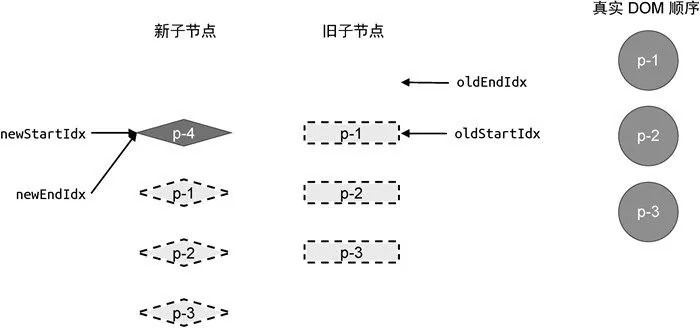 新子节点
旧子节点
真实 DOM 顺序
p-1
oldEndIdx
newStartIdx
p-4
p-1
oldStartIdx
p-2
newEndIdx
p-1
p-2
p-3
p-2
p-3
p-3